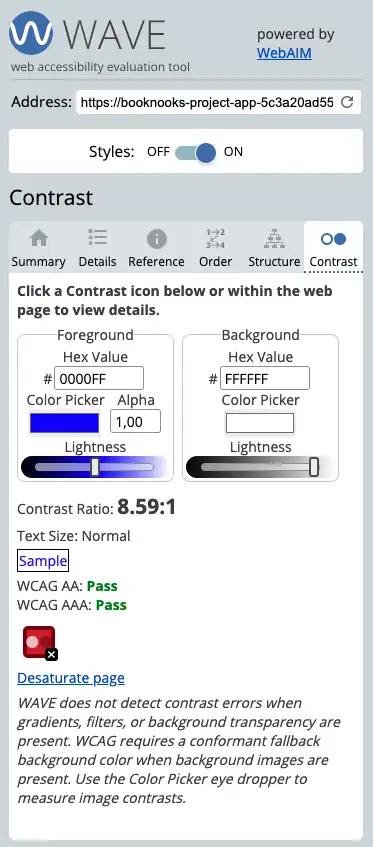 WAVE
web accessibility evaluation tool
powered by
WebAIM
Address: https://booknooks-project-app-5c3a20ad55
Styles: OFF ON
Contrast
Summary Details Reference Order Structure Contrast
Click a Contrast icon below or within the web
page to view details.
Foreground
Hex Value
# 0000FF
Color Picker Alpha
1,00
Lightness
Background
Hex Value
# FFFFFF
Color Picker
Lightness
Contrast Ratio: 8.59:1
Text Size: Normal
Sample
WCAG AA: Pass
WCAG AAA: Pass
Desaturate page
WAVE does not detect contrast errors when
gradients, filters, or background transparency are
present. WCAG requires a conformant fallback
background color when background images are
present. Use the Color Picker eye dropper to
measure image contrasts.